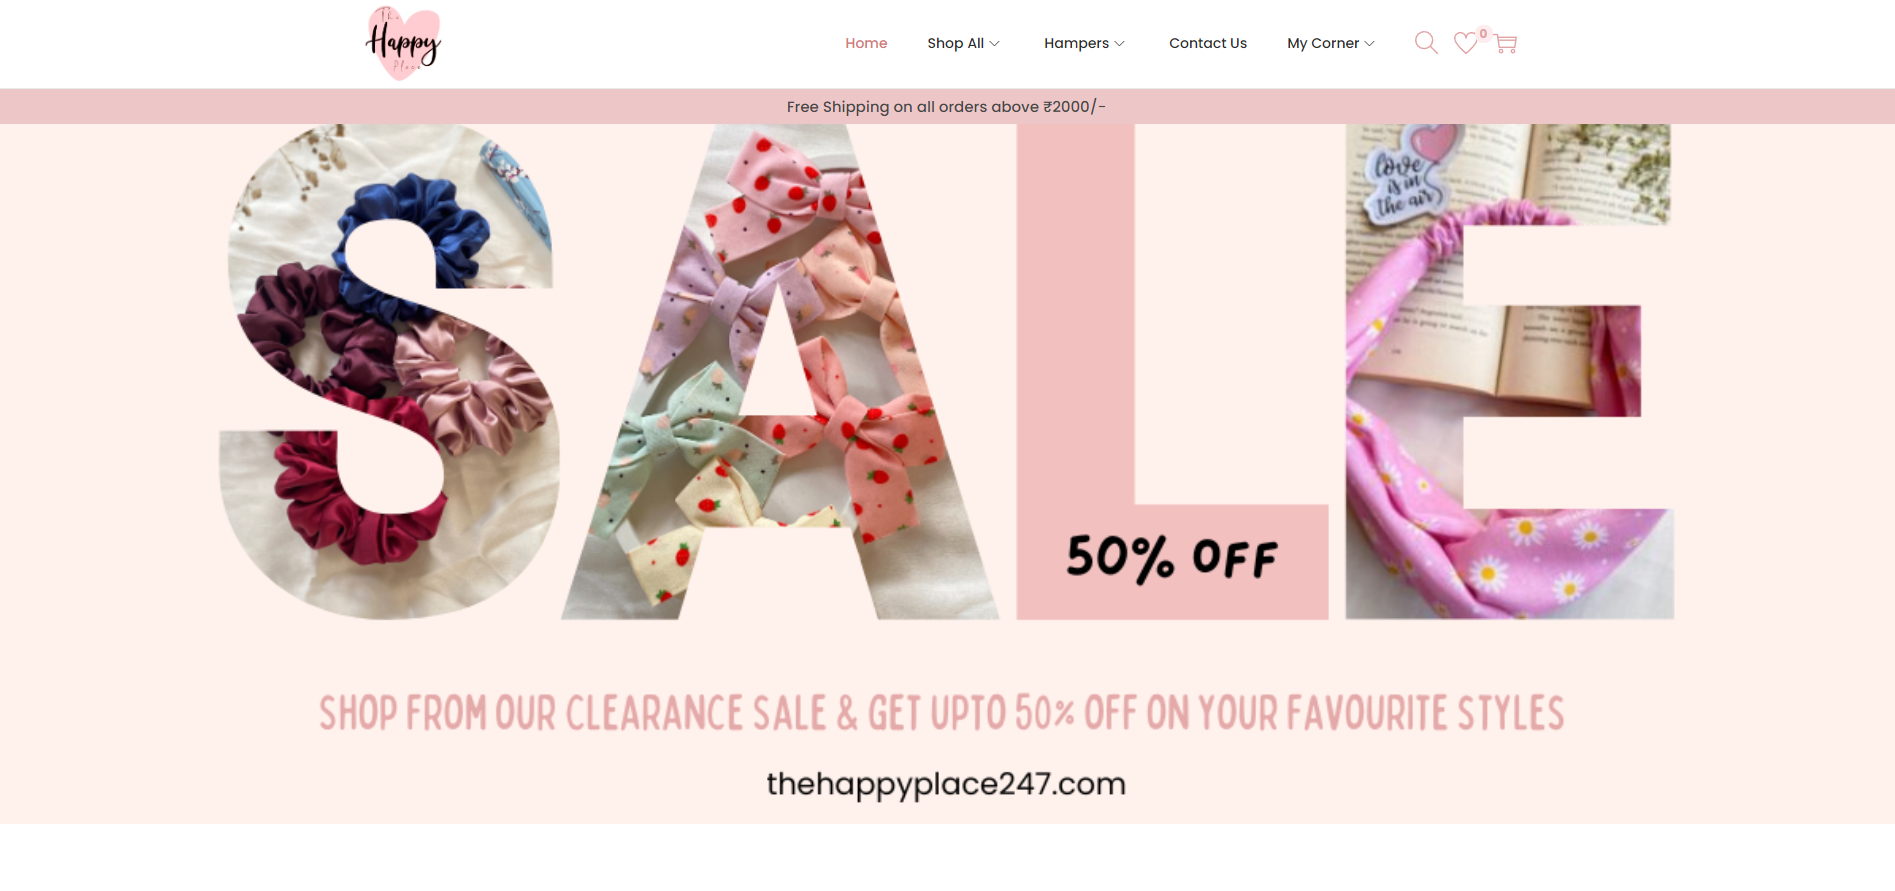 The
Happy
Place
Home
Shop All
Hampers
Contact Us
My Corner
0
Free Shipping on all orders above ₹2000/-
SALE
love
is in
the air
50% OFF
SHOP FROM OUR CLEARANCE SALE & GET UPTO 50% OFF ON YOUR FAVOURITE STYLES
thehappyplace247.com